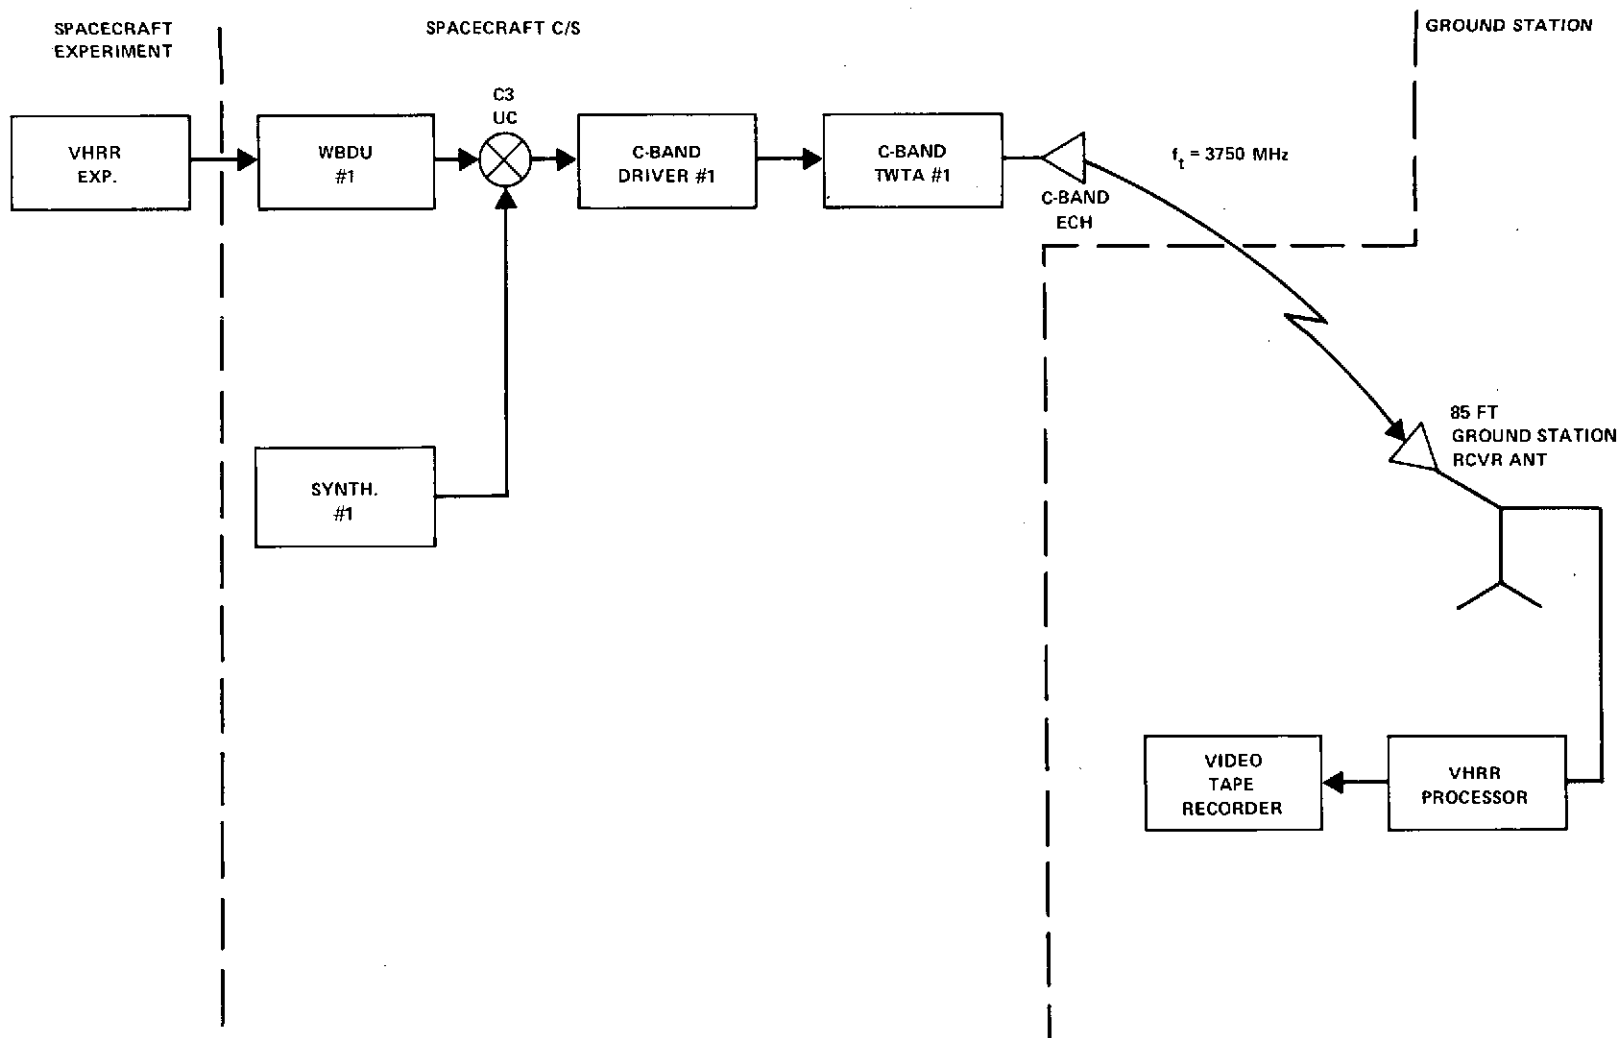 SPACECRAFT
EXPERIMENT
SPACECRAFT C/S
GROUND STATION
VHRR
EXP.
WBDU
#1
C3
UC
C-BAND
DRIVER #1
C-BAND
TWTA #1
C-BAND
ECH
f_t = 3750 MHz
SYNTH.
#1
85 FT
GROUND STATION
RCVR ANT
VIDEO
TAPE
RECORDER
VHRR
PROCESSOR